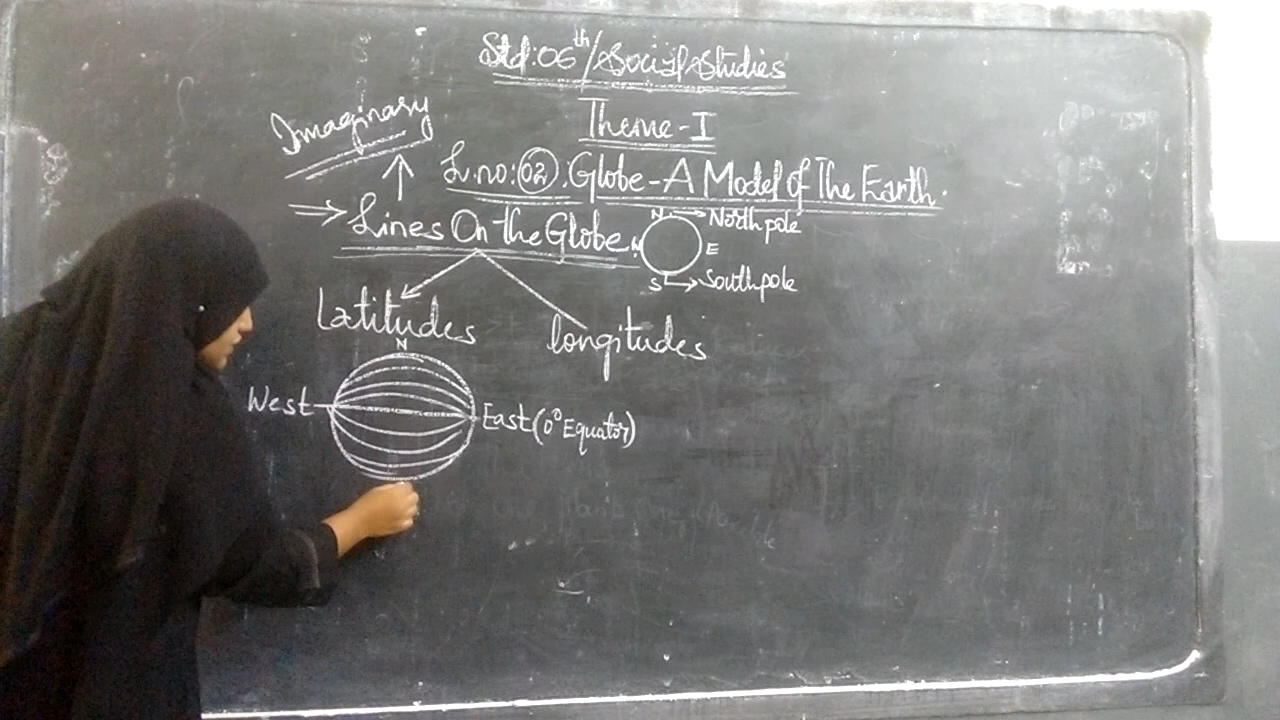 Std:06th/Social Studies
Theme-I
Imaginary
L.no:02.Globe-A Model of The Earth.
⇒Lines On the Globe
N → North pole
E
S → South pole
Latitudes
longitudes
N
West
East(0° Equator)